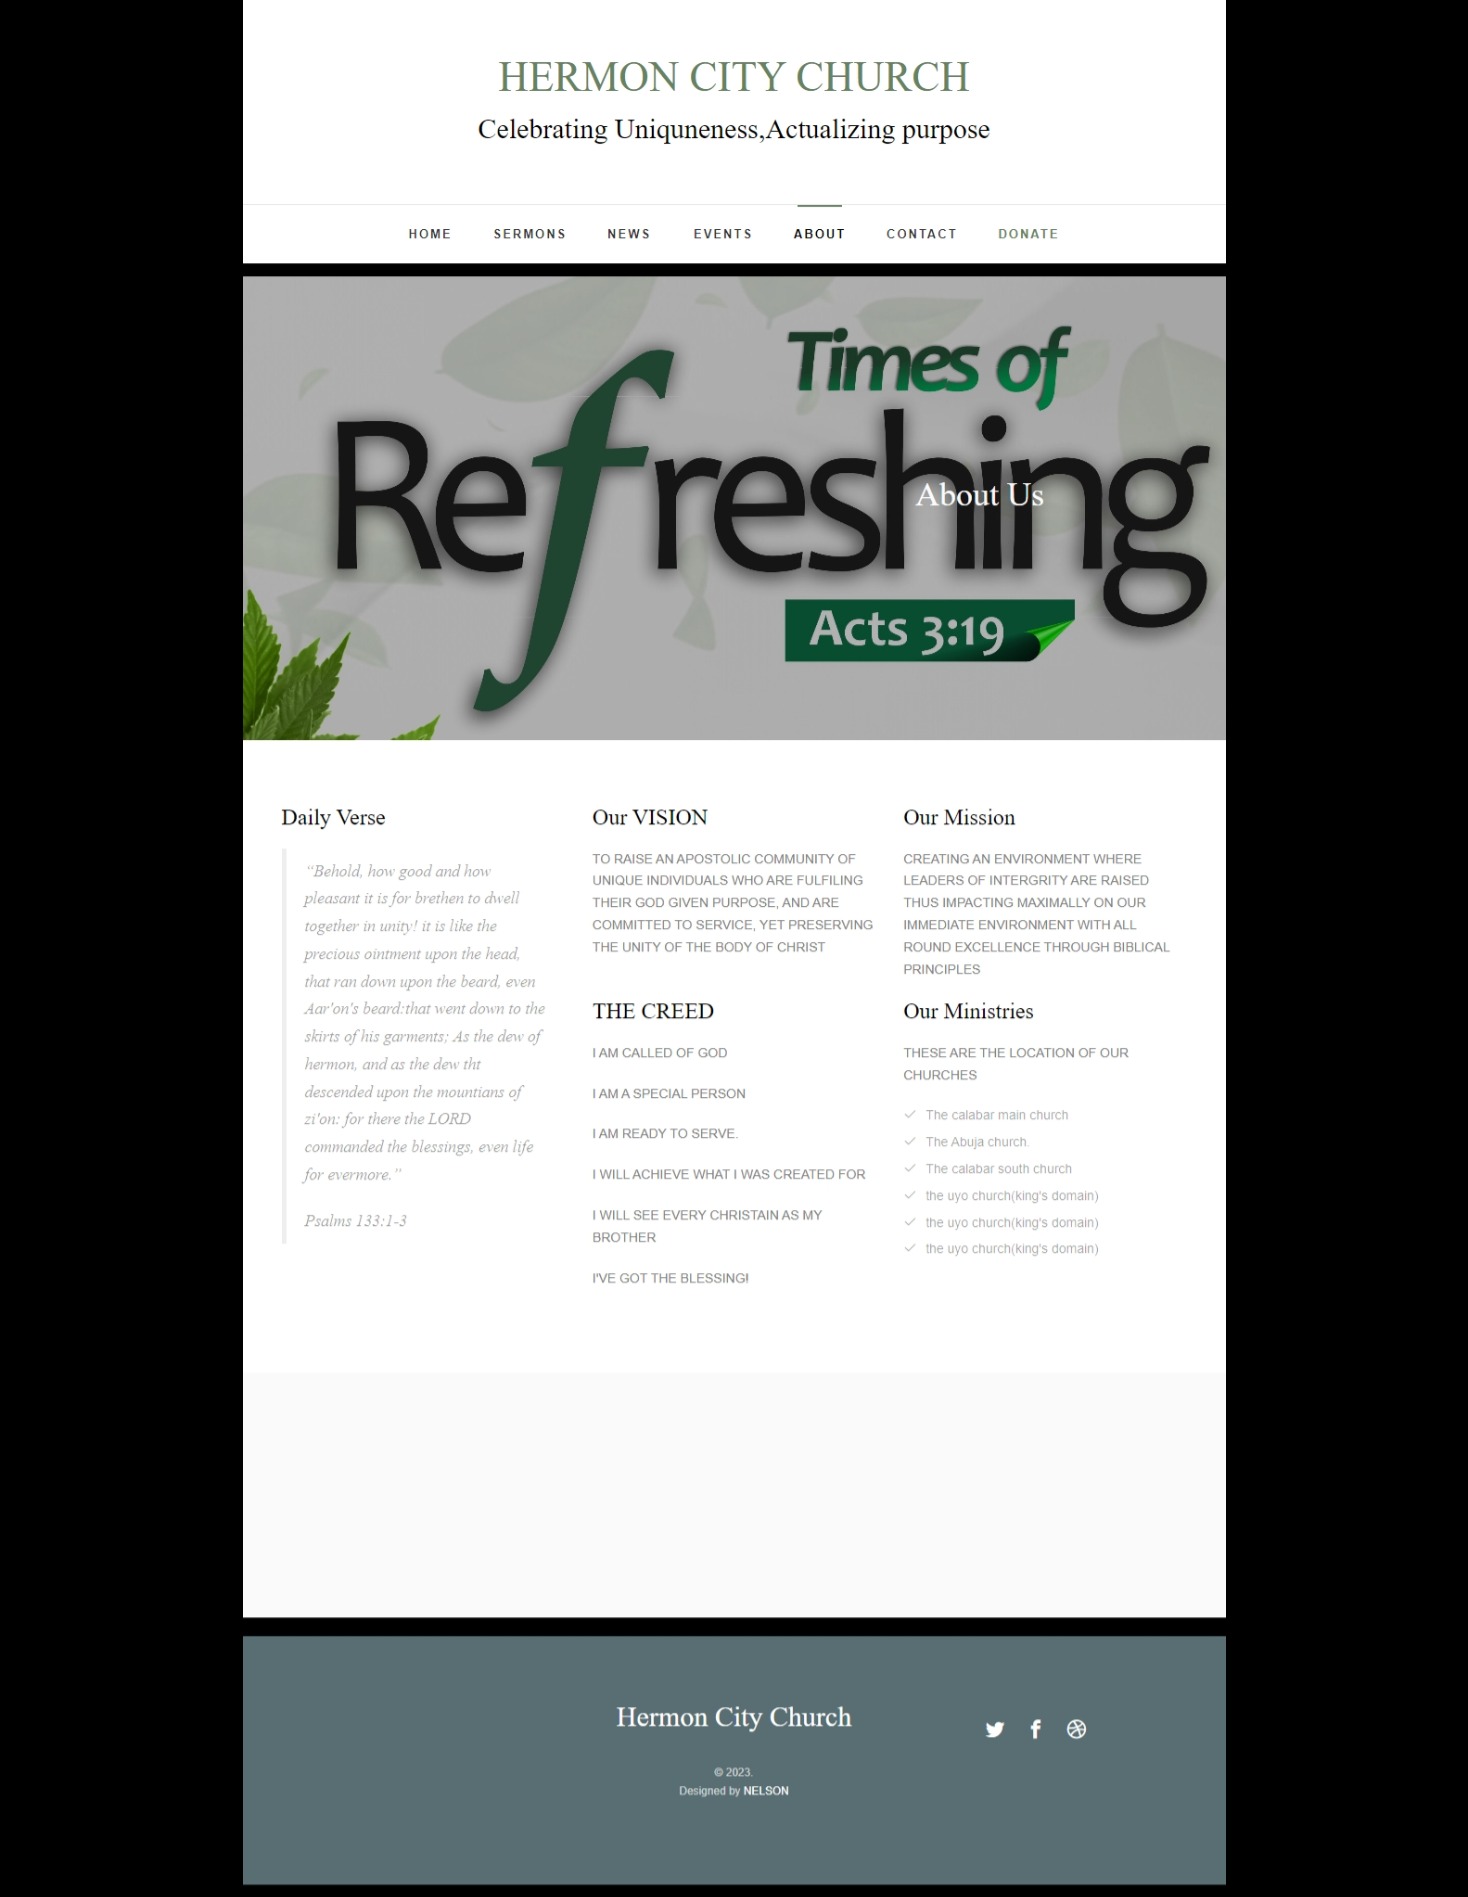 HERMON CITY CHURCH
Celebrating Uniquneness,Actualizing purpose
HOME SERMONS NEWS EVENTS ABOUT CONTACT DONATE
Times of
Refreshing
About Us
Acts 3:19
Daily Verse
“Behold, how good and how
pleasant it is for brethen to dwell
together in unity! it is like the
precious ointment upon the head,
that ran down upon the beard, even
Aar'on's beard:that went down to the
skirts of his garments; As the dew of
hermon, and as the dew tht
descended upon the mountians of
zi'on: for there the LORD
commanded the blessings, even life
for evermore.”
Psalms 133:1-3
Our VISION
TO RAISE AN APOSTOLIC COMMUNITY OF
UNIQUE INDIVIDUALS WHO ARE FULFILING
THEIR GOD GIVEN PURPOSE, AND ARE
COMMITTED TO SERVICE, YET PRESERVING
THE UNITY OF THE BODY OF CHRIST
Our Mission
CREATING AN ENVIRONMENT WHERE
LEADERS OF INTERGRITY ARE RAISED
THUS IMPACTING MAXIMALLY ON OUR
IMMEDIATE ENVIRONMENT WITH ALL
ROUND EXCELLENCE THROUGH BIBLICAL
PRINCIPLES
THE CREED
I AM CALLED OF GOD
I AM A SPECIAL PERSON
I AM READY TO SERVE.
I WILL ACHIEVE WHAT I WAS CREATED FOR
I WILL SEE EVERY CHRISTAIN AS MY
BROTHER
I'VE GOT THE BLESSING!
Our Ministries
THESE ARE THE LOCATION OF OUR
CHURCHES
The calabar main church
The Abuja church.
The calabar south church
the uyo church(king's domain)
the uyo church(king's domain)
the uyo church(king's domain)
Hermon City Church
© 2023.
Designed by NELSON